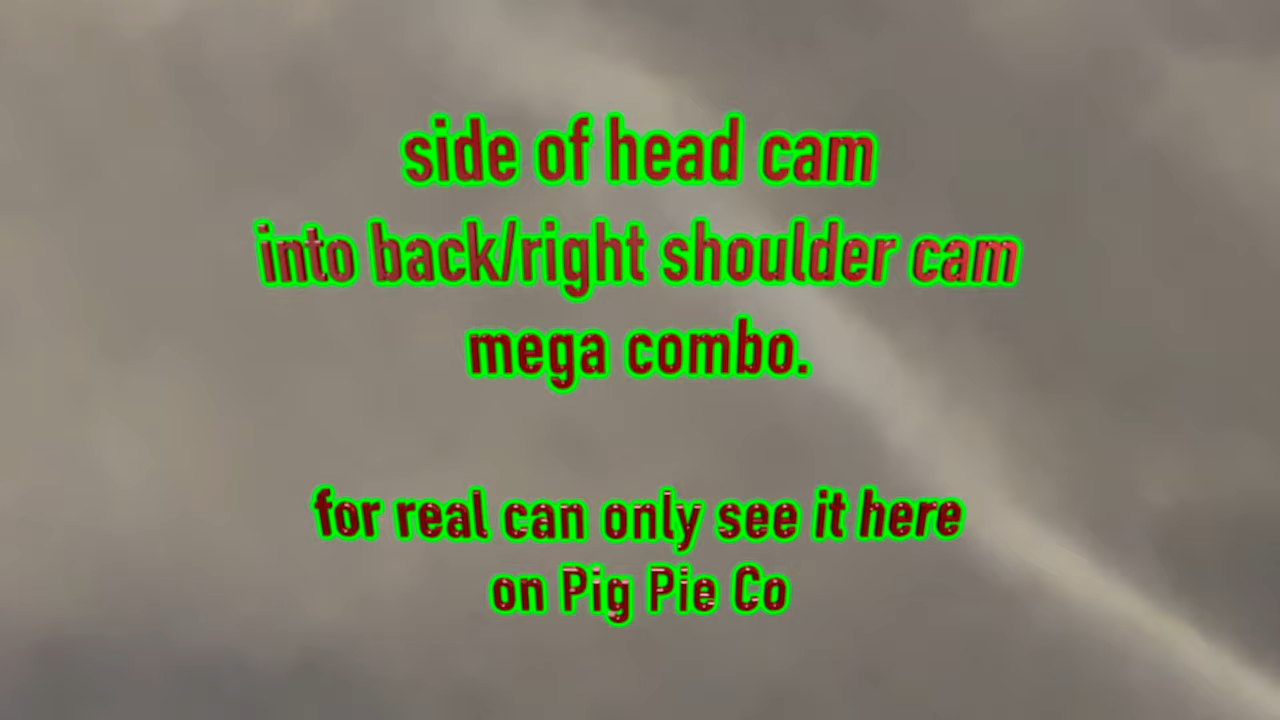 side of head cam
into back/right shoulder cam
mega combo.
for real can only see it here
on Pig Pie Co